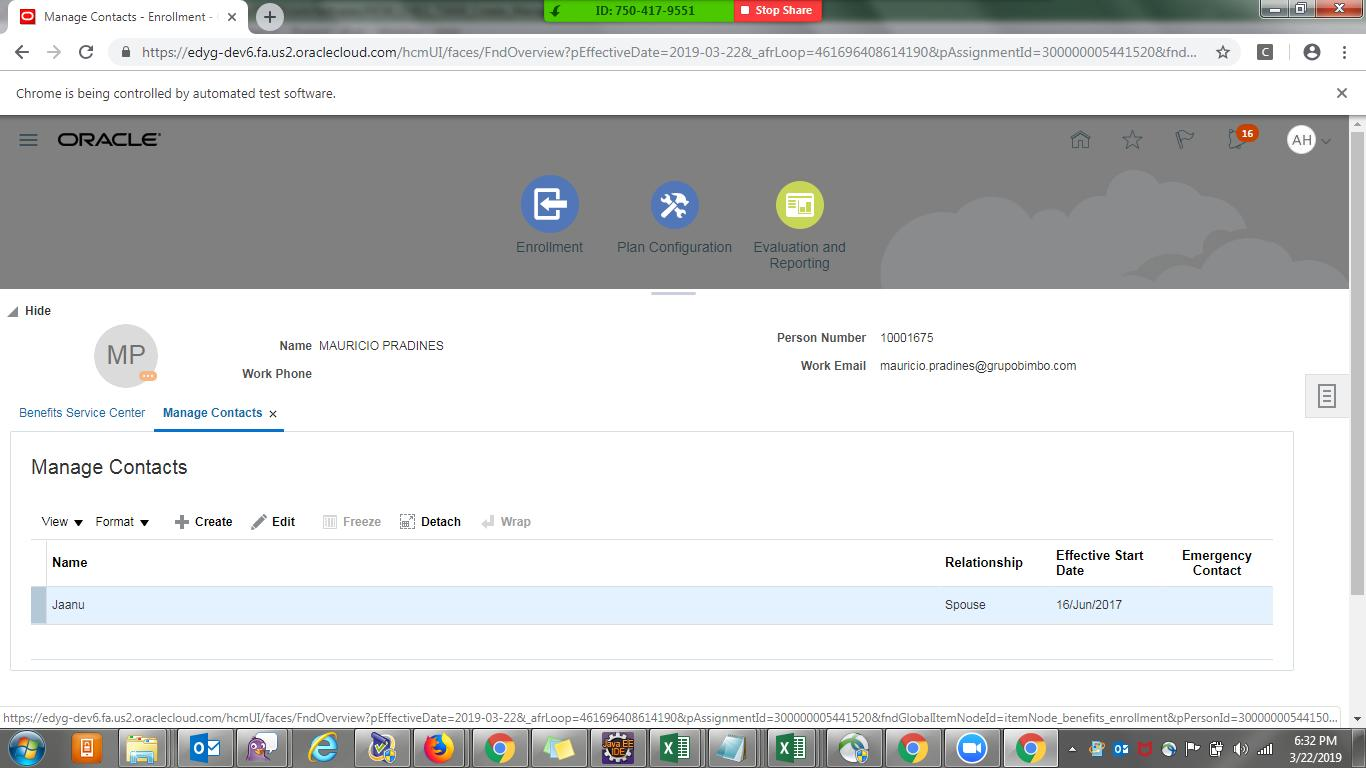 Manage Contacts - Enrollment -
ID: 750-417-9551
Stop Share
https://edyg-dev6.fa.us2.oraclecloud.com/hcmUI/faces/FndOverview?pEffectiveDate=2019-03-22&_afrLoop=461696408614190&pAssignmentId=300000005441520&fnd...
C
Chrome is being controlled by automated test software.
ORACLE
16
AH
Enrollment
Plan Configuration
Evaluation and
Reporting
Hide
MP
Name MAURICIO PRADINES
Person Number 10001675
Work Phone
Work Email mauricio.pradines@grupobimbo.com
Benefits Service Center
Manage Contacts
Manage Contacts
View Format Create Edit Freeze Detach Wrap
Name Relationship Effective Start Date Emergency Contact
Jaanu Spouse 16/Jun/2017
https://edyg-dev6.fa.us2.oraclecloud.com/hcmUI/faces/FndOverview?pEffectiveDate=2019-03-22&_afrLoop=461696408614190&pAssignmentId=300000005441520&fndGlobalItemNodeId=itemNode_benefits_enrollment&pPersonId=30000000544150...
Java EE
IDE
6:32 PM
3/22/2019